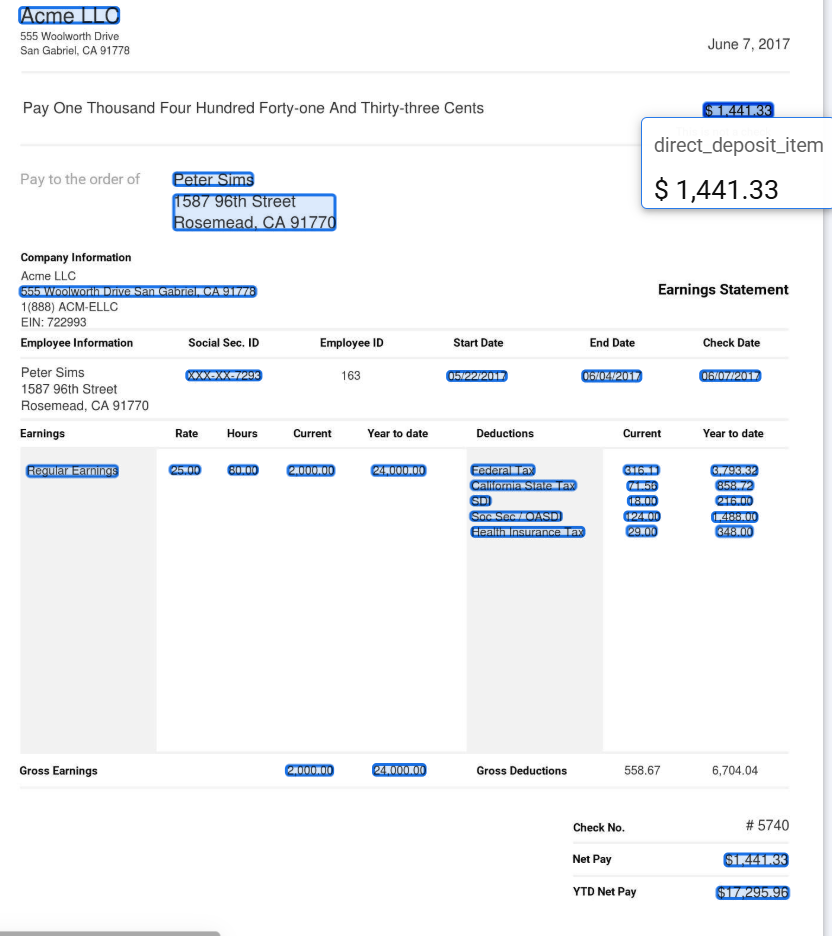 Acme LLC
555 Woolworth Drive
San Gabriel, CA 91778
June 7, 2017
Pay One Thousand Four Hundred Forty-one And Thirty-three Cents $ 1,441.33
direct_deposit_item
$ 1,441.33
Pay to the order of Peter Sims
1587 96th Street
Rosemead, CA 91770
Company Information
Acme LLC
555 Woolworth Drive San Gabriel, CA 91778
1(888) ACM-ELLC
EIN: 722993
Earnings Statement
Employee Information Social Sec. ID Employee ID Start Date End Date Check Date
Peter Sims XXX-XX-7293 163 05/22/2017 06/04/2017 06/07/2017
1587 96th Street
Rosemead, CA 91770
Earnings Rate Hours Current Year to date Deductions Current Year to date
Regular Earnings 25.00 80.00 2,000.00 24,000.00 Federal Tax 316.11 3,793.32
California State Tax 71.56 858.72
SDI 18.00 216.00
Soc Sec / OASDI 124.00 1,488.00
Health Insurance Tax 29.00 348.00
Gross Earnings 2,000.00 24,000.00 Gross Deductions 558.67 6,704.04
Check No. # 5740
Net Pay $1,441.33
YTD Net Pay $17,295.96